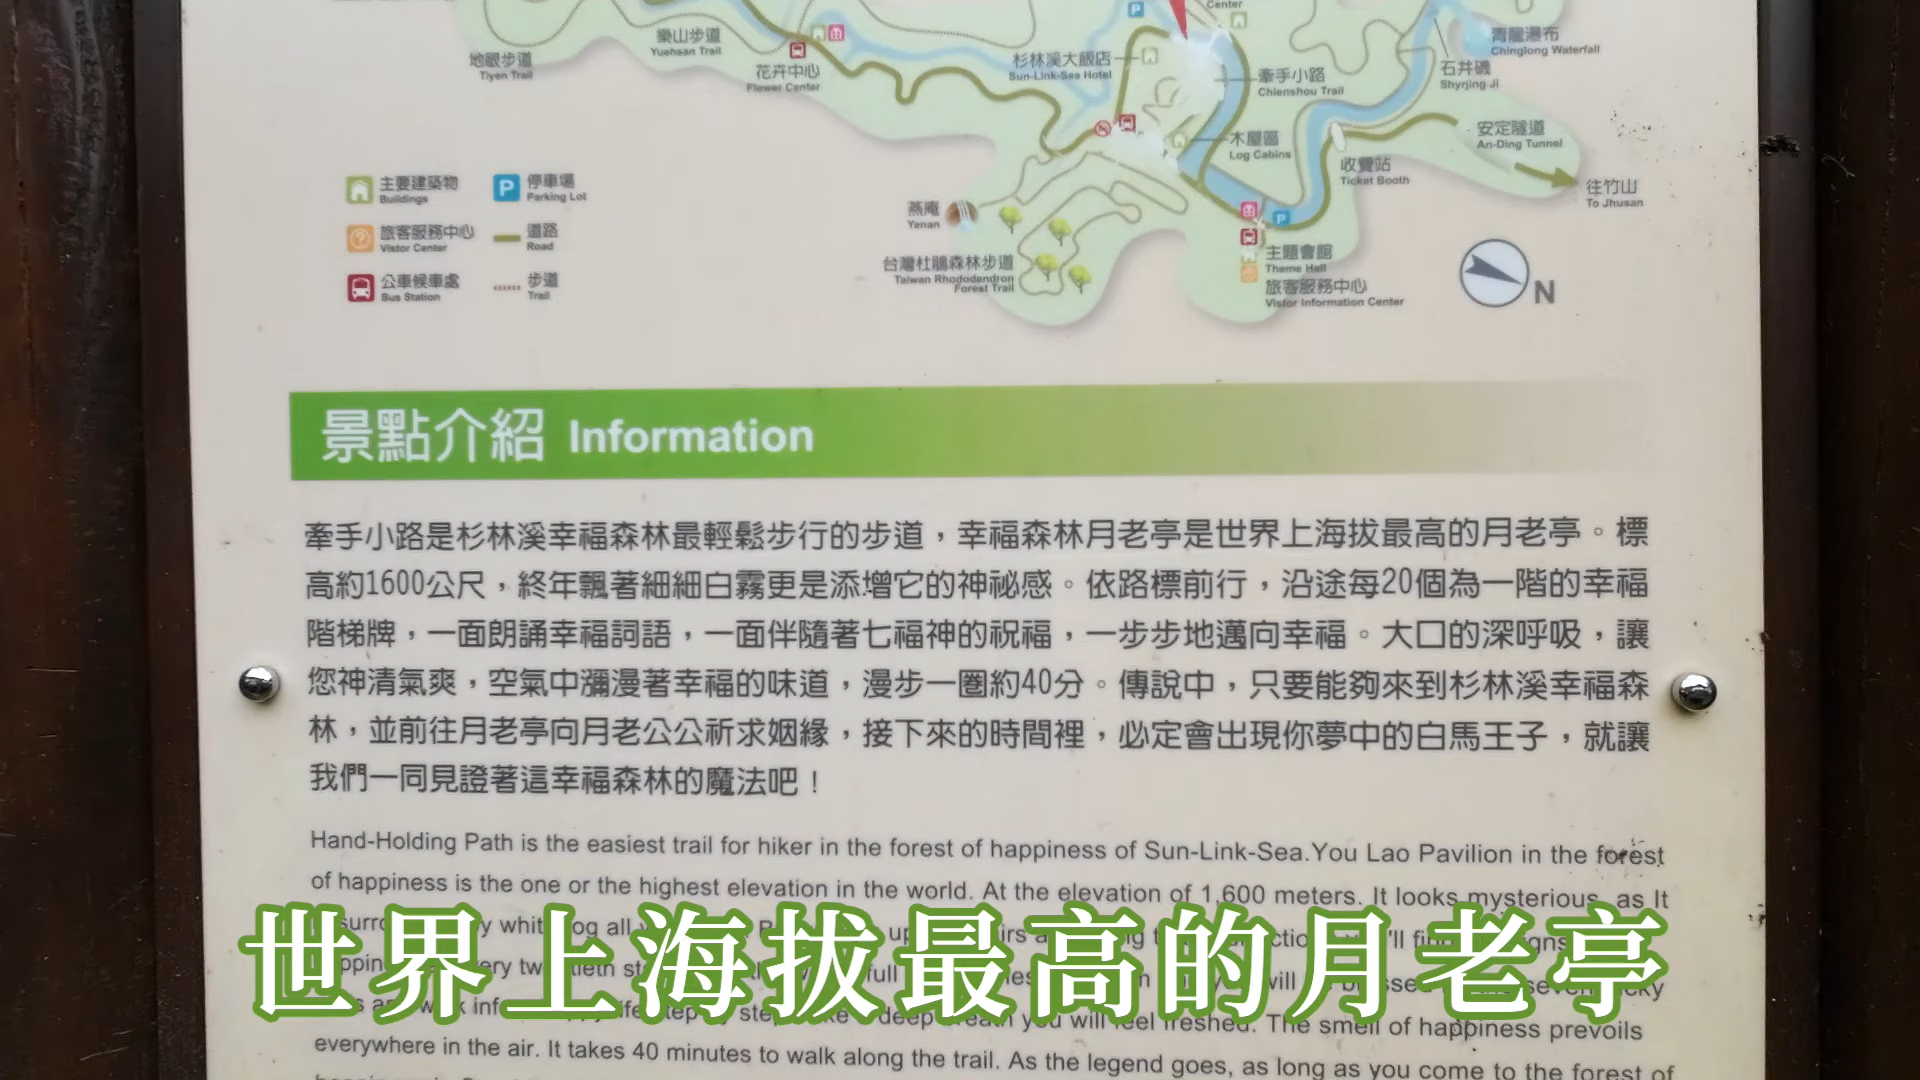 Center
樂山步道
Yuehsan Trail
地眼步道
Tiyen Trail
花卉中心
Flower Center
杉林溪大飯店
Sun-Link-Sea Hotel
牽手小路
Chienshou Trail
青龍瀑布
Chinglong Waterfall
石井磯
Shyrjing Ji
安定隧道
An-Ding Tunnel
木屋區
Log Cabins
收費站
Ticket Booth
往竹山
To Jhusan
主要建築物
Buildings
P
停車場
Parking Lot
旅客服務中心
Vistor Center
道路
Road
公車候車處
Bus Station
步道
Trail
燕庵
Yenan
台灣杜鵑森林步道
Taiwan Rhododendron
Forest Trail
主題會館
Theme Hall
旅客服務中心
Vistor Information Center
N
景點介紹 Information
牽手小路是杉林溪幸福森林最輕鬆步行的步道，幸福森林月老亭是世界上海拔最高的月老亭。標
高約1600公尺，終年飄著細細白霧更是添增它的神祕感。依路標前行，沿途每20個為一階的幸福
階梯牌，一面朗誦幸福詞語，一面伴隨著七福神的祝福，一步步地邁向幸福。大口的深呼吸，讓
您神清氣爽，空氣中瀰漫著幸福的味道，漫步一圈約40分。傳說中，只要能夠來到杉林溪幸福森
林，並前往月老亭向月老公公祈求姻緣，接下來的時間裡，必定會出現你夢中的白馬王子，就讓
我們一同見證著這幸福森林的魔法吧！
Hand-Holding Path is the easiest trail for hiker in the forest of happiness of Sun-Link-Sea.You Lao Pavilion in the forest
of happiness is the one or the highest elevation in the world. At the elevation of 1,600 meters. It looks mysterious, as It
世界上海拔最高的月老亭
The smell of happiness prevoils
everywhere in the air. It takes 40 minutes to walk along the trail. As the legend goes, as long as you come to the forest of